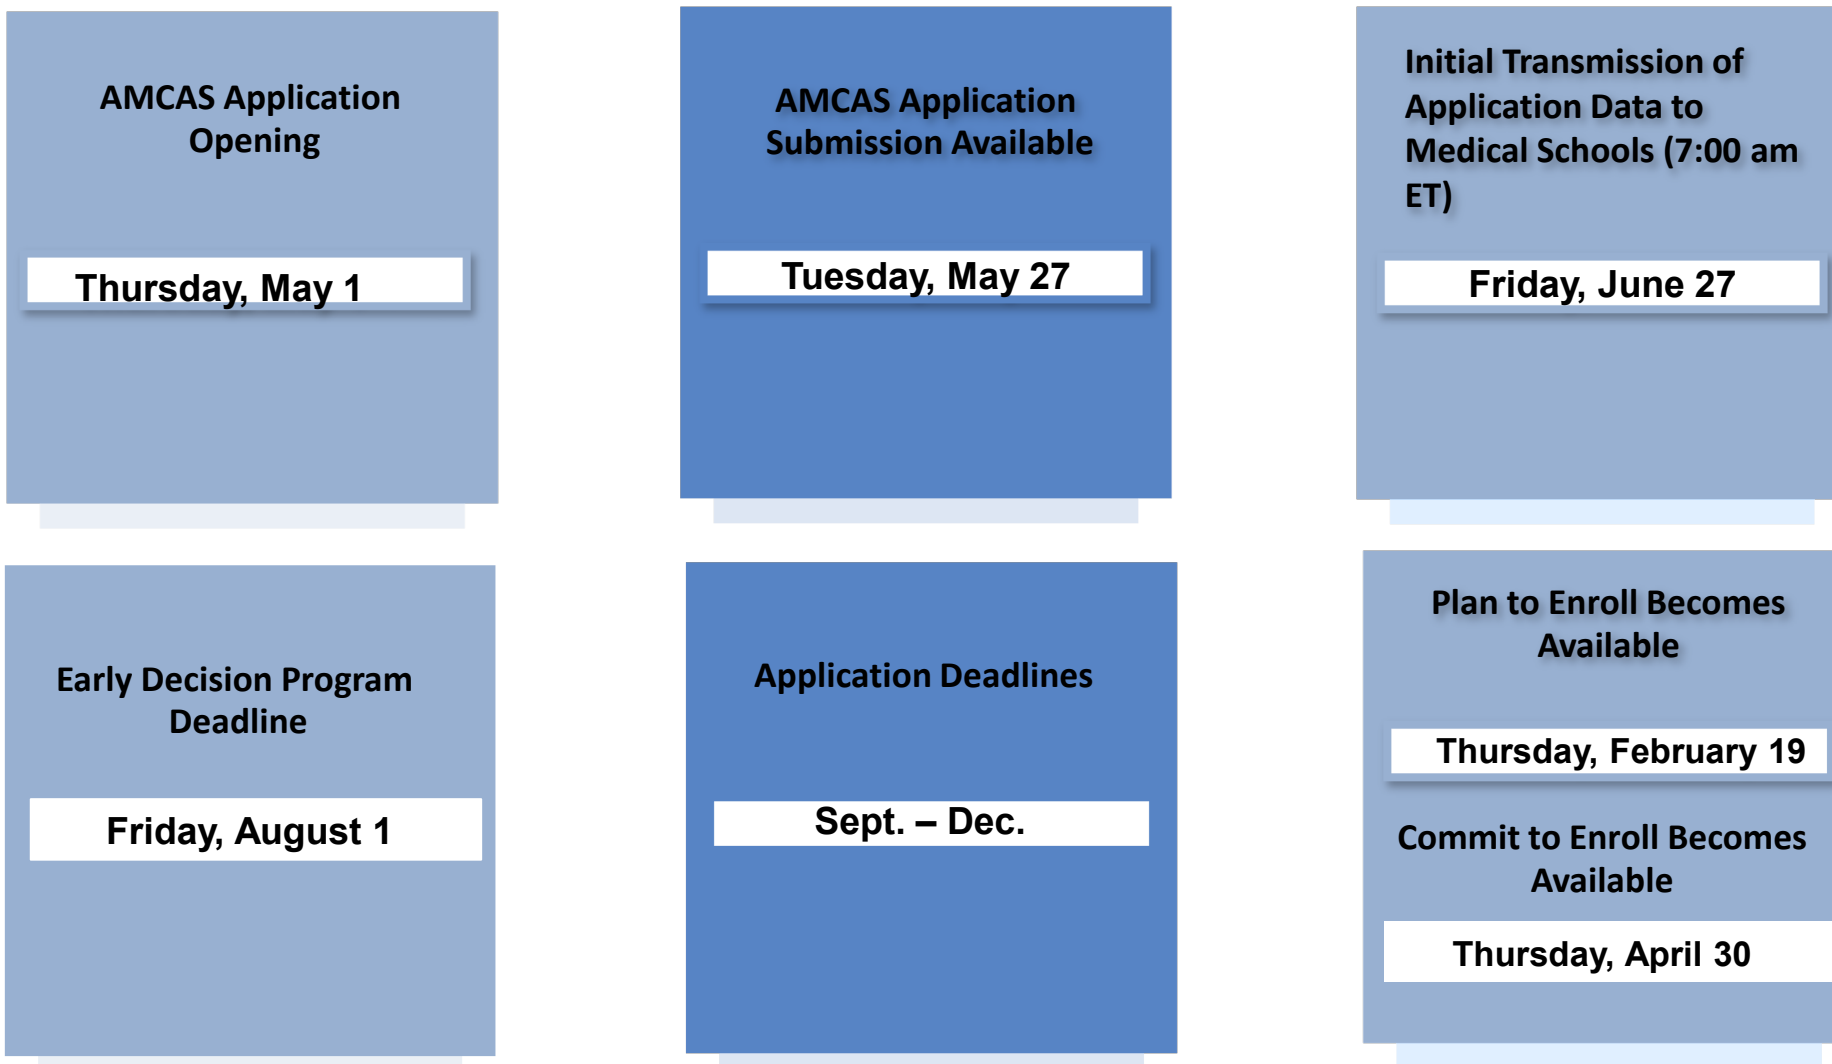 AMCAS Application
Opening
Thursday, May 1
AMCAS Application
Submission Available
Tuesday, May 27
Initial Transmission of
Application Data to
Medical Schools (7:00 am
ET)
Friday, June 27
Early Decision Program
Deadline
Friday, August 1
Application Deadlines
Sept. – Dec.
Plan to Enroll Becomes
Available
Thursday, February 19
Commit to Enroll Becomes
Available
Thursday, April 30